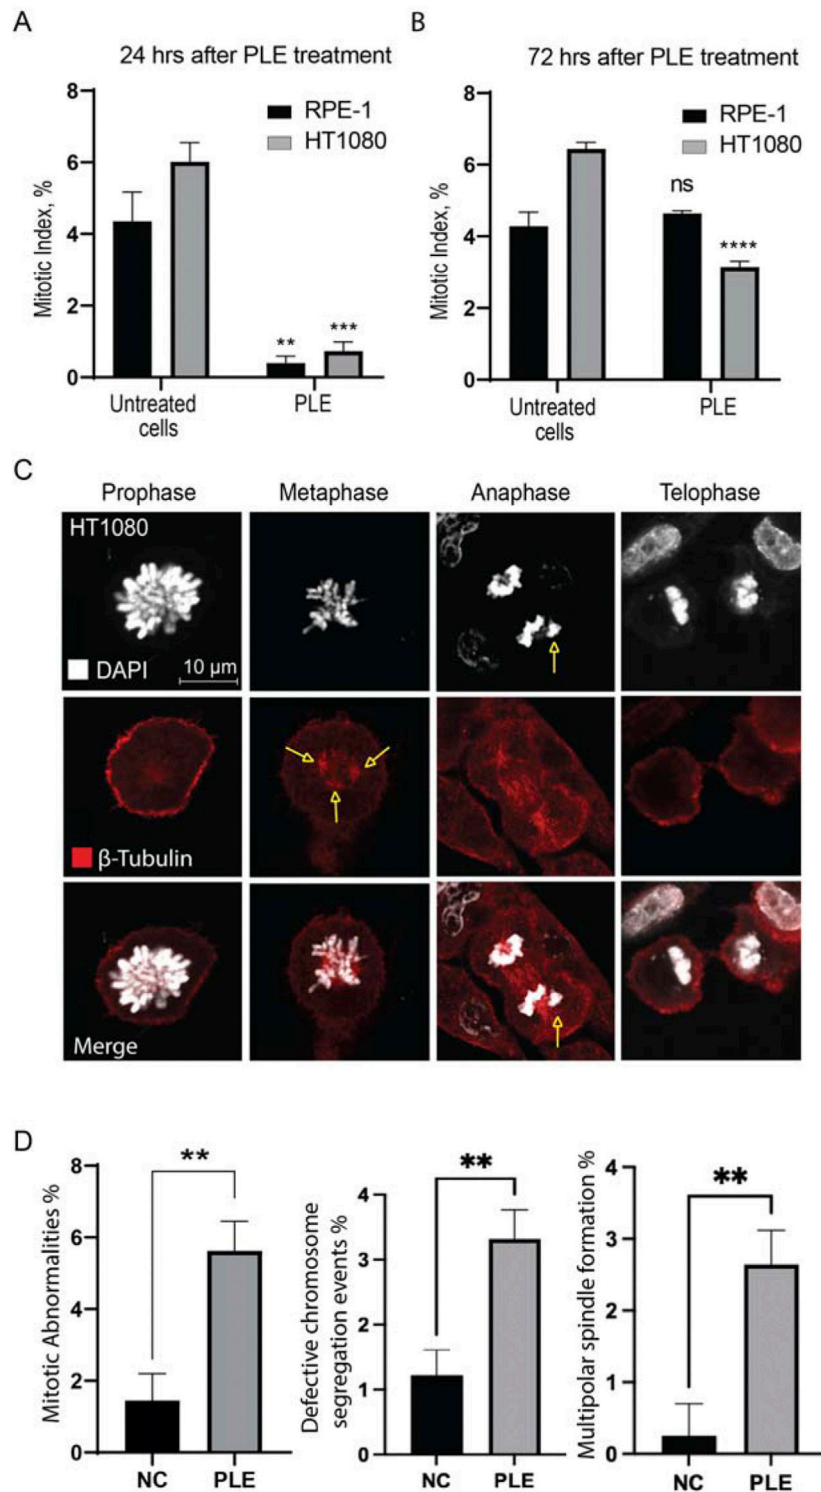 A
24 hrs after PLE treatment
Mitotic Index, %
8
6
4
2
0
RPE-1
HT1080
**
***
Untreated
cells
PLE
B
72 hrs after PLE treatment
Mitotic Index, %
8
6
4
2
0
RPE-1
HT1080
ns
****
Untreated
cells
PLE
C
Prophase
Metaphase
Anaphase
Telophase
HT1080
DAPI
10 μm
β-Tubulin
Merge
D
Mitotic Abnormalities %
8
6
4
2
0
**
NC
PLE
Defective chromosome
segregation events %
4
3
2
1
0
**
NC
PLE
Multipolar spindle formation %
4
3
2
1
0
**
NC
PLE